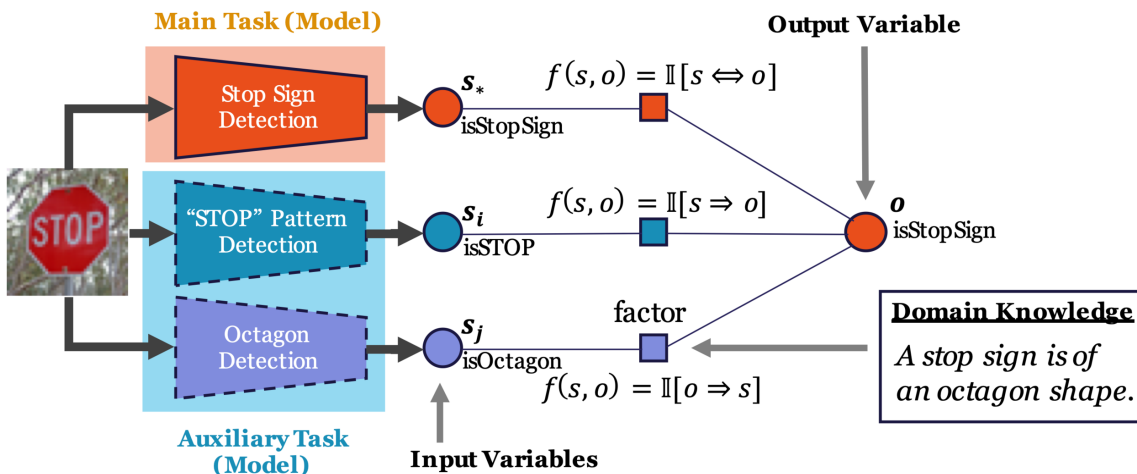 Main Task (Model)
Output Variable
Stop Sign
Detection
s*
isStopSign
f(s, o) = 𝕀[s ⇔ o]
STOP
“STOP” Pattern
Detection
sᵢ
isSTOP
f(s, o) = 𝕀[s ⇒ o]
o
isStopSign
Octagon
Detection
sⱼ
isOctagon
factor
f(s, o) = 𝕀[o ⇒ s]
Domain Knowledge
A stop sign is of
an octagon shape.
Auxiliary Task
(Model)
Input Variables